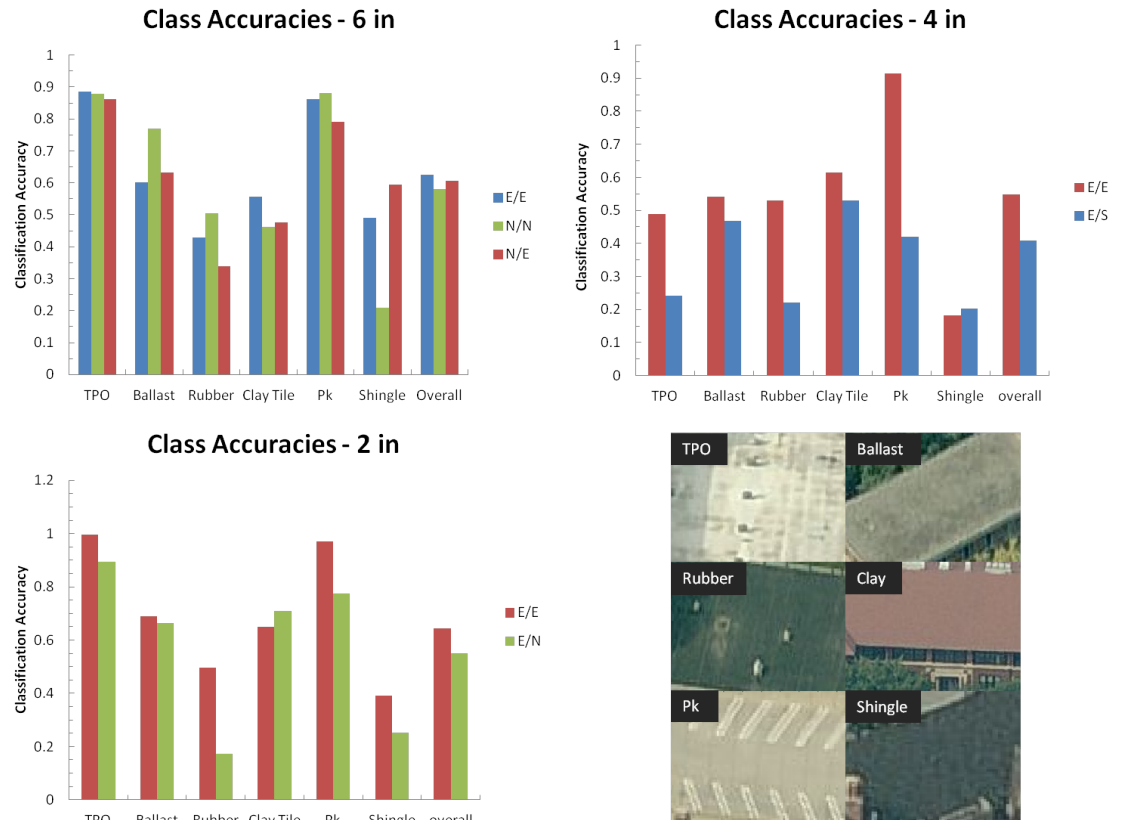 Class Accuracies - 6 in
Classification Accuracy
1
0.9
0.8
0.7
0.6
0.5
0.4
0.3
0.2
0.1
0
TPO Ballast Rubber Clay Tile Pk Shingle Overall
E/E
N/N
N/E
Class Accuracies - 4 in
Classification Accuracy
1
0.9
0.8
0.7
0.6
0.5
0.4
0.3
0.2
0.1
0
TPO Ballast Rubber Clay Tile Pk Shingle overall
E/E
E/S
Class Accuracies - 2 in
Classification Accuracy
1.2
1
0.8
0.6
0.4
0.2
0
TPO Ballast Rubber Clay Tile Pk Shingle overall
E/E
E/N
TPO Ballast
Rubber Clay
Pk Shingle